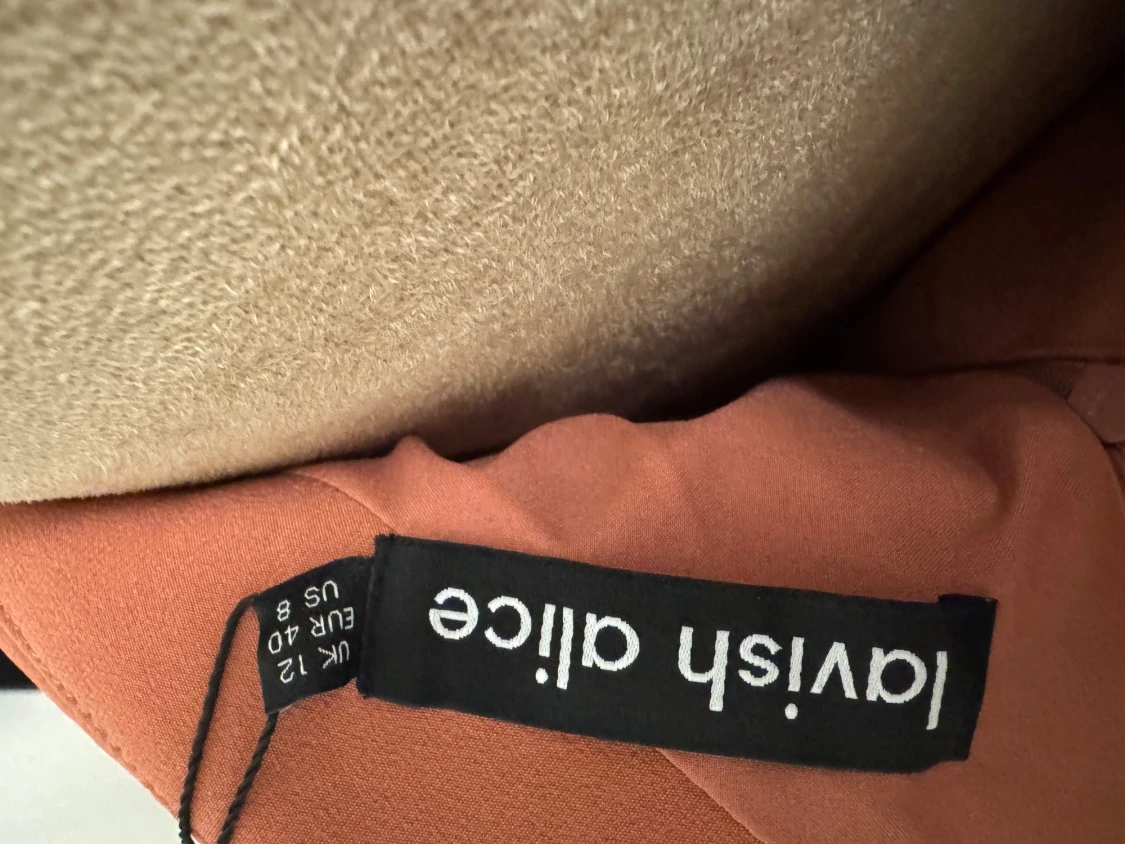 lavish alice
UK 12
EUR 40
US 8